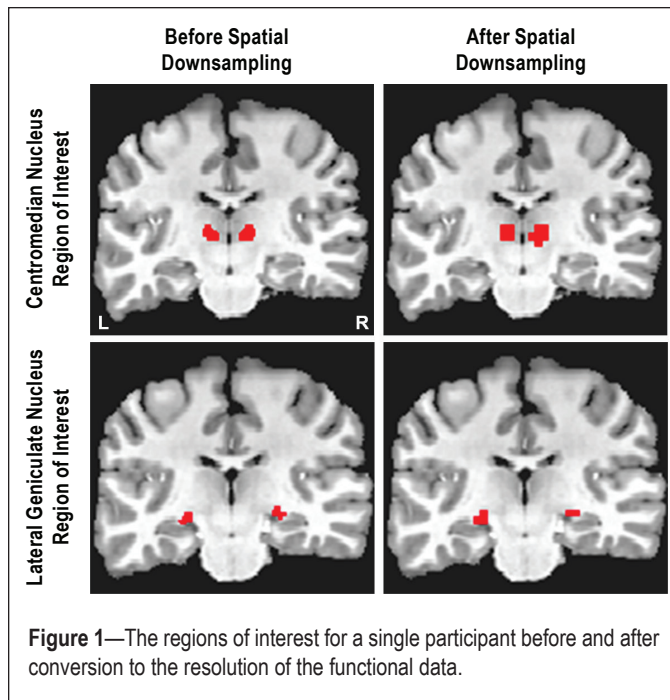 Before Spatial
Downsampling
After Spatial
Downsampling
Centromedian Nucleus
Region of Interest
L
R
Lateral Geniculate Nucleus
Region of Interest
Figure 1—The regions of interest for a single participant before and after
conversion to the resolution of the functional data.